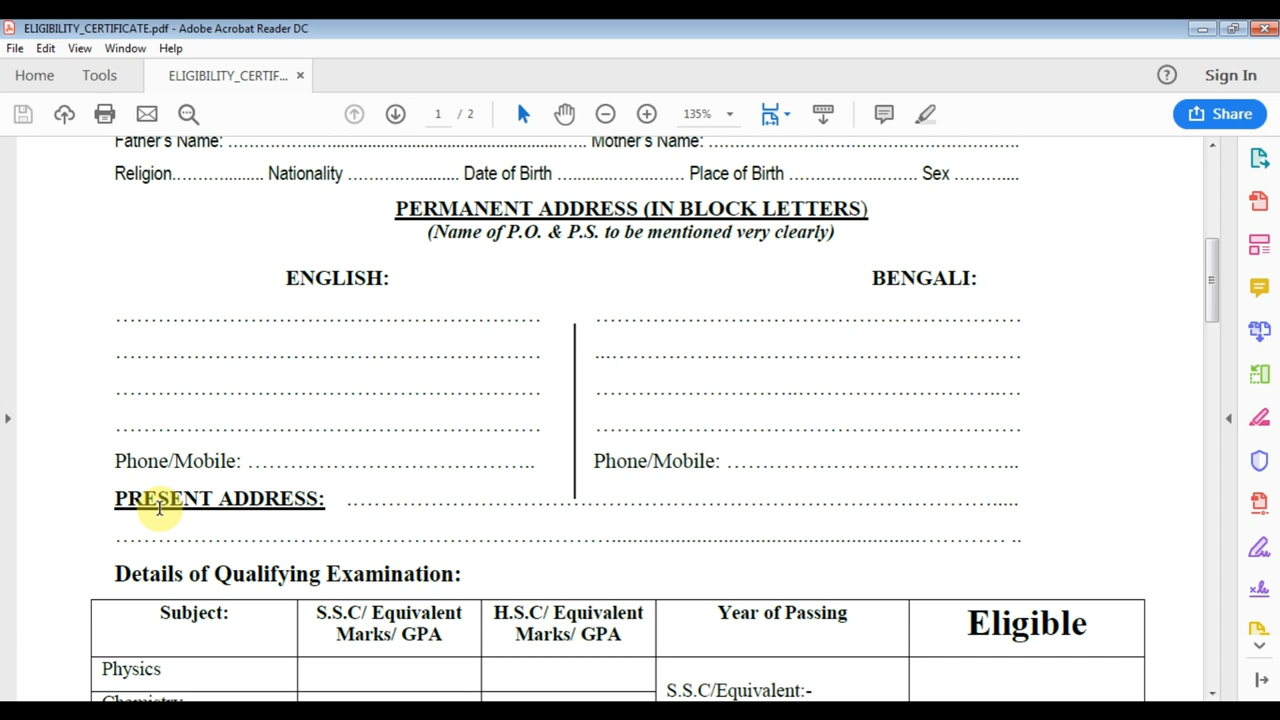 ELIGIBILITY_CERTIFICATE.pdf - Adobe Acrobat Reader DC
File Edit View Window Help
Home Tools ELIGIBILITY_CERTIF... × Sign In
1 / 2 135% Share
Father's Name: .......................................................... Mother's Name: ..........................................................
Religion.................... Nationality ...................... Date of Birth ........................ Place of Birth ........................ Sex ............
PERMANENT ADDRESS (IN BLOCK LETTERS)
(Name of P.O. & P.S. to be mentioned very clearly)
ENGLISH: BENGALI:
Phone/Mobile: ........................................ Phone/Mobile: ........................................
PRESENT ADDRESS: ..........................................................
Details of Qualifying Examination:
Subject: S.S.C/ Equivalent Marks/ GPA H.S.C/ Equivalent Marks/ GPA Year of Passing Eligible
Physics
Chemistry
S.S.C/Equivalent:-